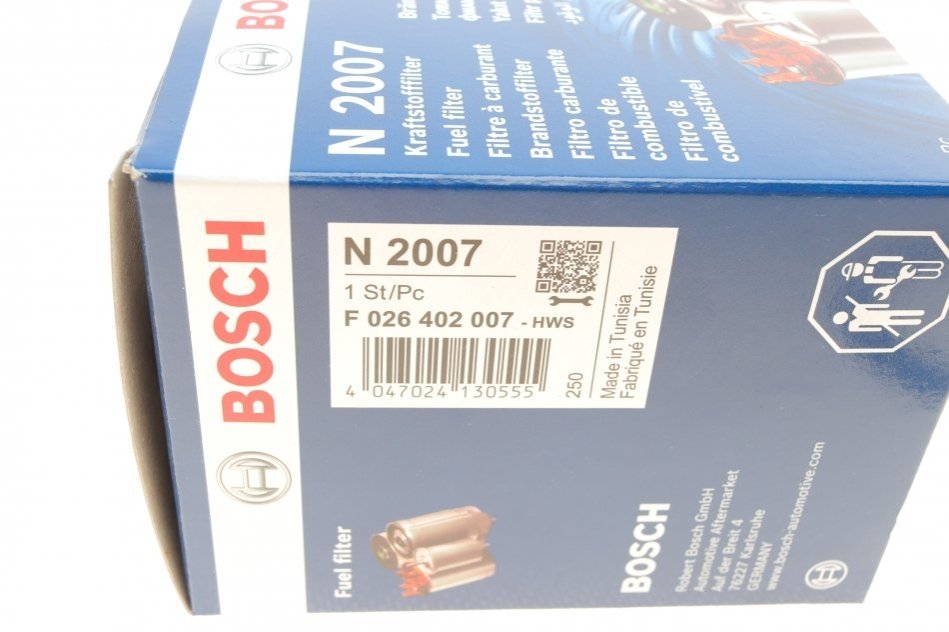 BOSCH
N 2007
Kraftstofffilter
Fuel filter
Filtre à carburant
Brandstoffilter
Filtro carburante
Filtro de
combustible
Filtro de
combustível
BOSCH
N 2007
1 St/Pc
F 026 402 007 - HWS
4 047024 130555
250
Made in Tunisia
Fabriqué en Tunisie
Fuel filter
BOSCH
Robert Bosch GmbH
Automotive Aftermarket
Auf der Breit 4
76227 Karlsruhe
GERMANY
www.bosch-automotive.com